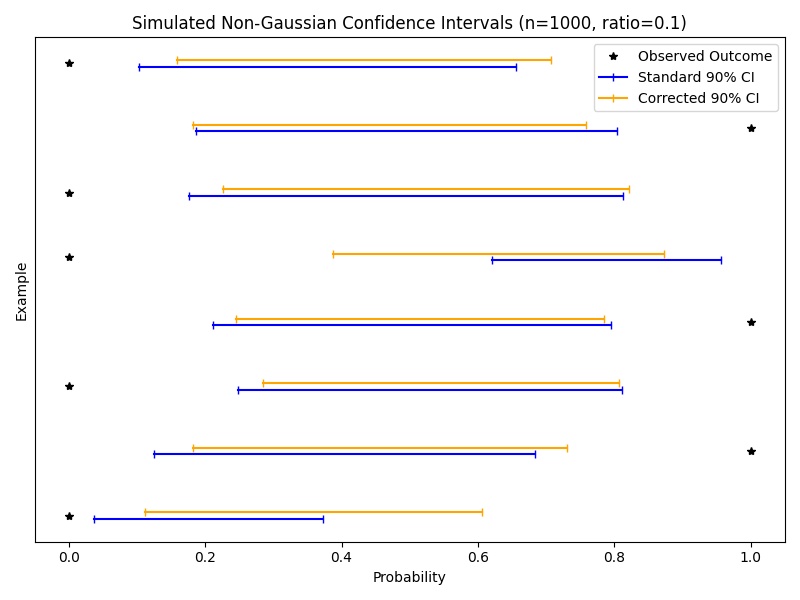 Simulated Non-Gaussian Confidence Intervals (n=1000, ratio=0.1)
Observed Outcome
Standard 90% CI
Corrected 90% CI
Example
0.0 0.2 0.4 0.6 0.8 1.0
Probability